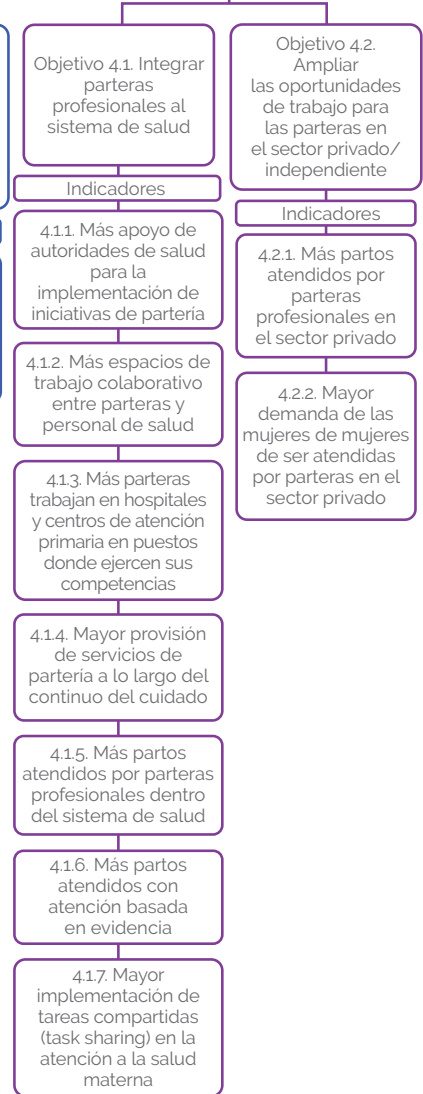 Objetivo 4.1. Integrar
parteras
profesionales al
sistema de salud
Indicadores
4.1.1. Más apoyo de
autoridades de salud
para la
implementación de
iniciativas de partería
4.1.2. Más espacios de
trabajo colaborativo
entre parteras y
personal de salud
4.1.3. Más parteras
trabajan en hospitales
y centros de atención
primaria en puestos
donde ejercen sus
competencias
4.1.4. Mayor provisión
de servicios de
partería a lo largo del
continuo del cuidado
4.1.5. Más partos
atendidos por parteras
profesionales dentro
del sistema de salud
4.1.6. Más partos
atendidos con
atención basada
en evidencia
4.1.7. Mayor
implementación de
tareas compartidas
(task sharing) en la
atención a la salud
materna
Objetivo 4.2.
Ampliar
las oportunidades
de trabajo para
las parteras en
el sector privado/
independiente
Indicadores
4.2.1. Más partos
atendidos por
parteras
profesionales en
el sector privado
4.2.2. Mayor
demanda de las
mujeres de mujeres
de ser atendidas
por parteras en el
sector privado